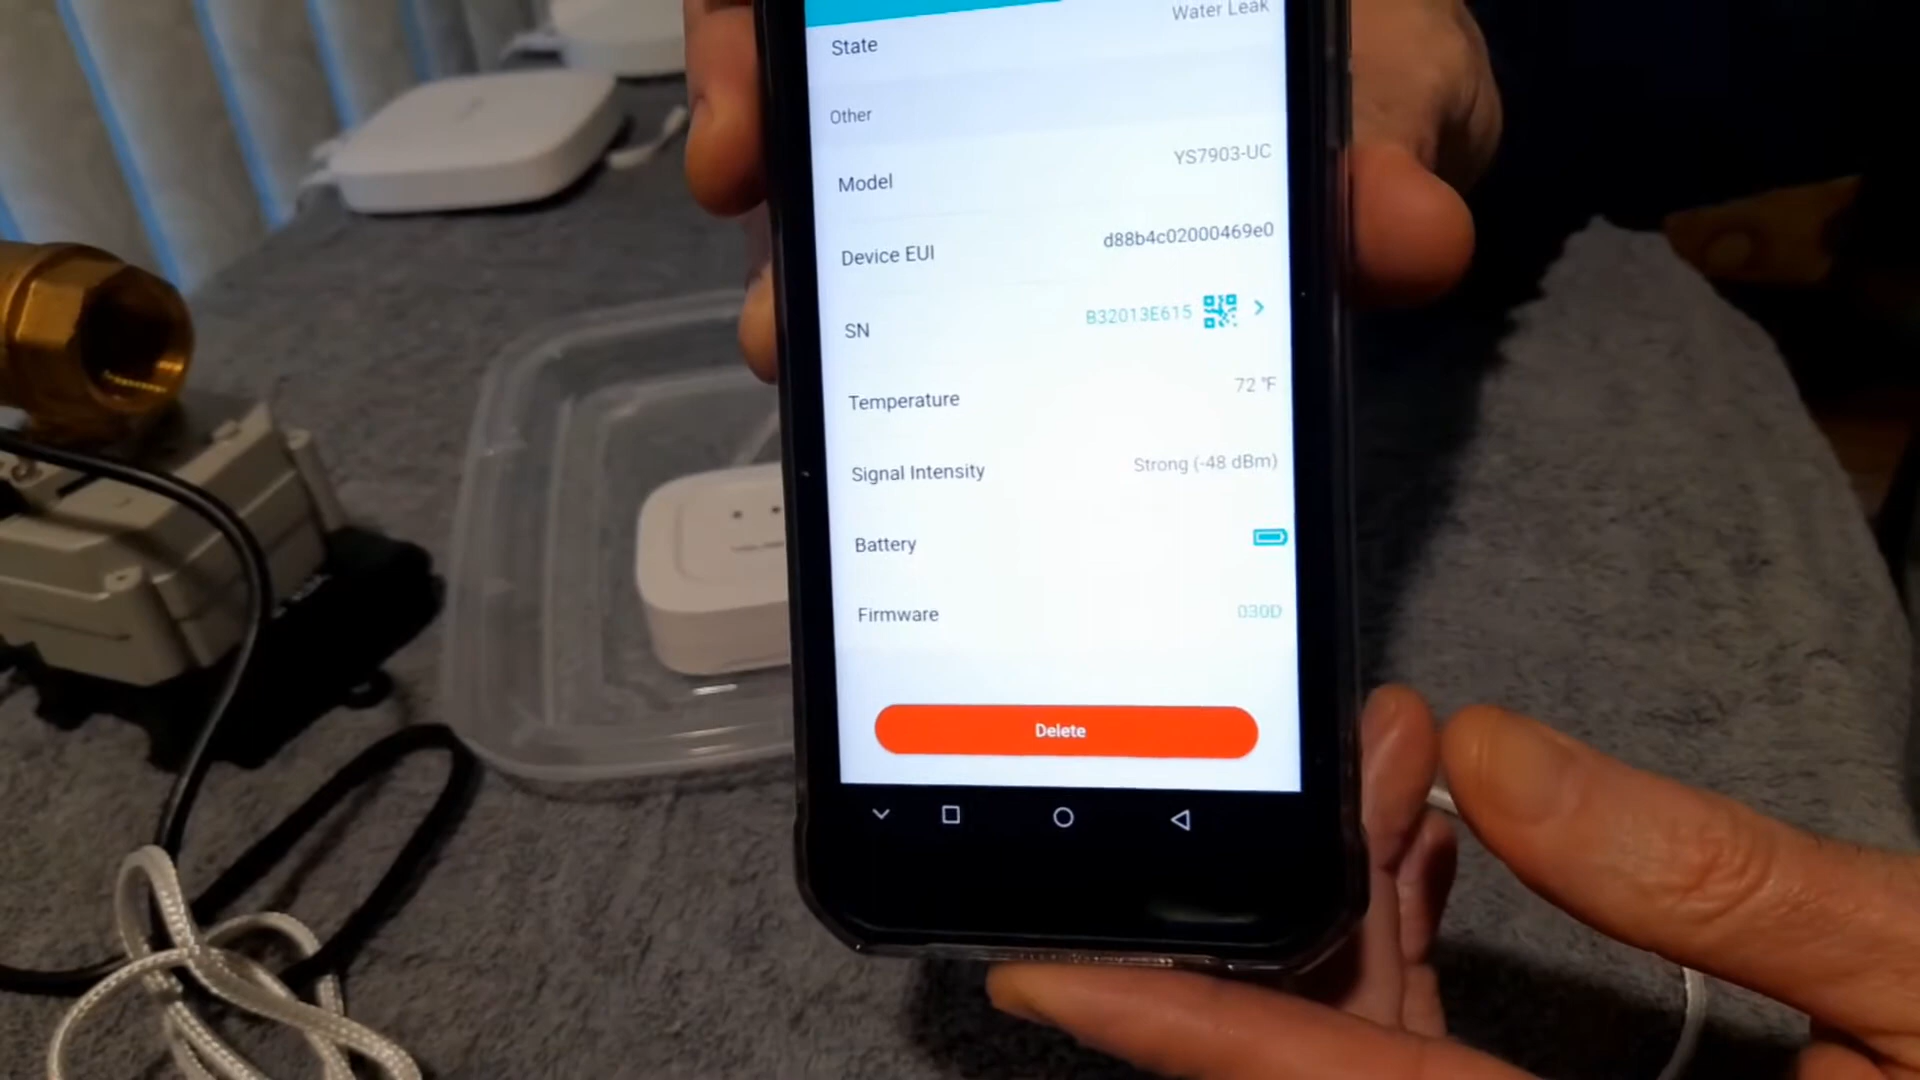 Water Leak
State
Other
Model YS7903-UC
Device EUI d88b4c02000469e0
SN B32013E615
Temperature 72 °F
Signal Intensity Strong (-48 dBm)
Battery
Firmware 030D
Delete